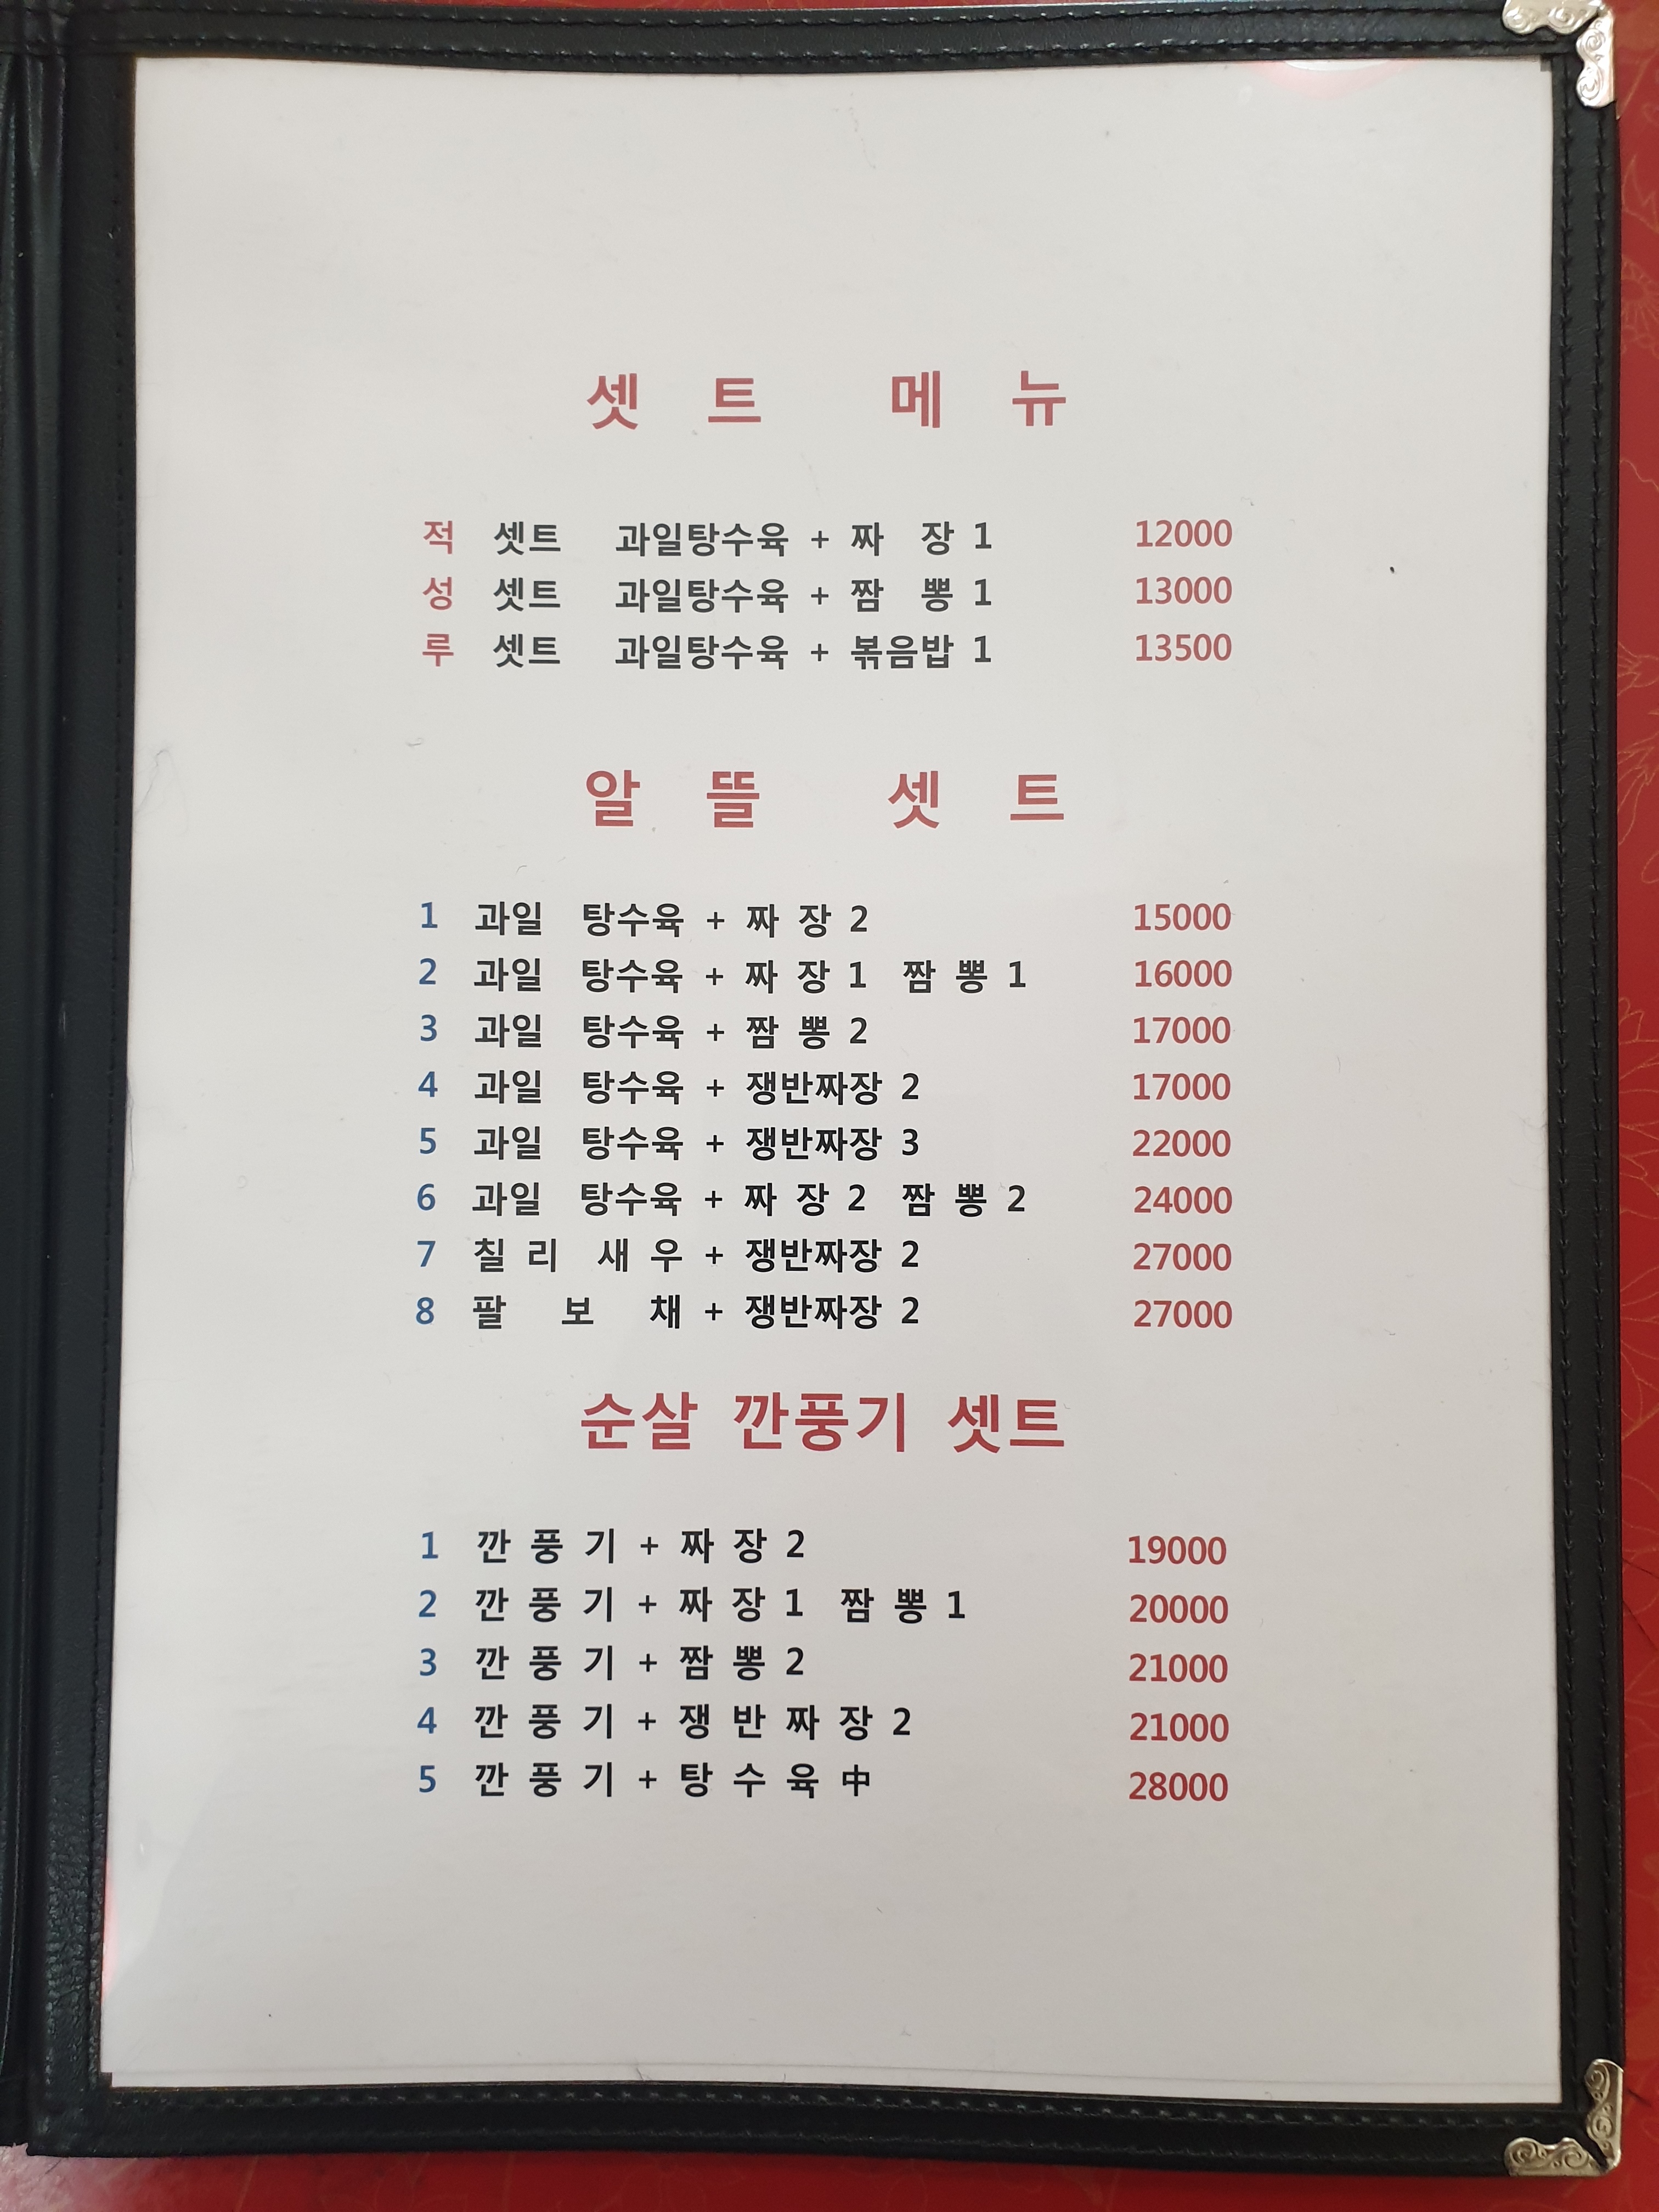 셋 트 메 뉴
적 셋트 과일탕수육 + 짜 장 1 12000
성 셋트 과일탕수육 + 짬 뽕 1 13000
루 셋트 과일탕수육 + 볶음밥 1 13500
알 뜰 셋 트
1 과일 탕수육 + 짜 장 2 15000
2 과일 탕수육 + 짜 장 1 짬 뽕 1 16000
3 과일 탕수육 + 짬 뽕 2 17000
4 과일 탕수육 + 쟁반짜장 2 17000
5 과일 탕수육 + 쟁반짜장 3 22000
6 과일 탕수육 + 짜 장 2 짬 뽕 2 24000
7 칠 리 새 우 + 쟁반짜장 2 27000
8 팔 보 채 + 쟁반짜장 2 27000
순살 깐풍기 셋트
1 깐 풍 기 + 짜 장 2 19000
2 깐 풍 기 + 짜 장 1 짬 뽕 1 20000
3 깐 풍 기 + 짬 뽕 2 21000
4 깐 풍 기 + 쟁 반 짜 장 2 21000
5 깐 풍 기 + 탕 수 육 中 28000